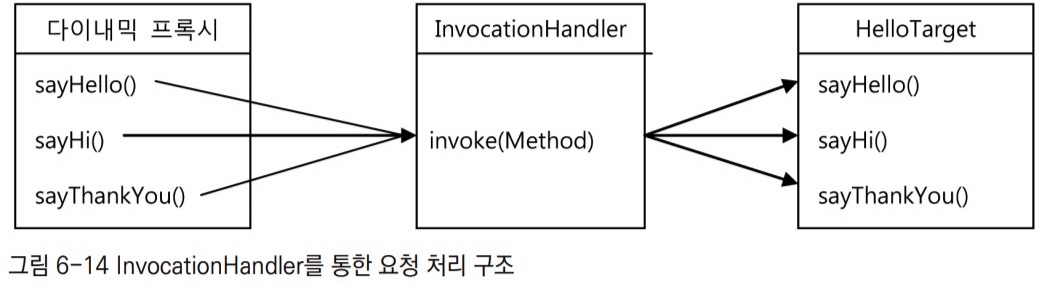 다이내믹 프록시
sayHello()
sayHi()
sayThankYou()
InvocationHandler
invoke(Method)
HelloTarget
sayHello()
sayHi()
sayThankYou()
그림 6-14 InvocationHandler를 통한 요청 처리 구조